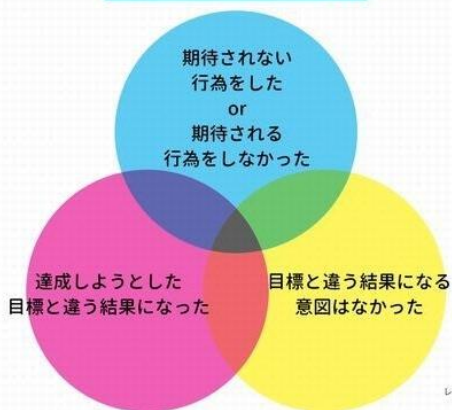 期待されない
行為をした
or
期待される
行為をしなかった
達成しようとした
目標と違う結果になった
目標と違う結果になる
意図はなかった
レ